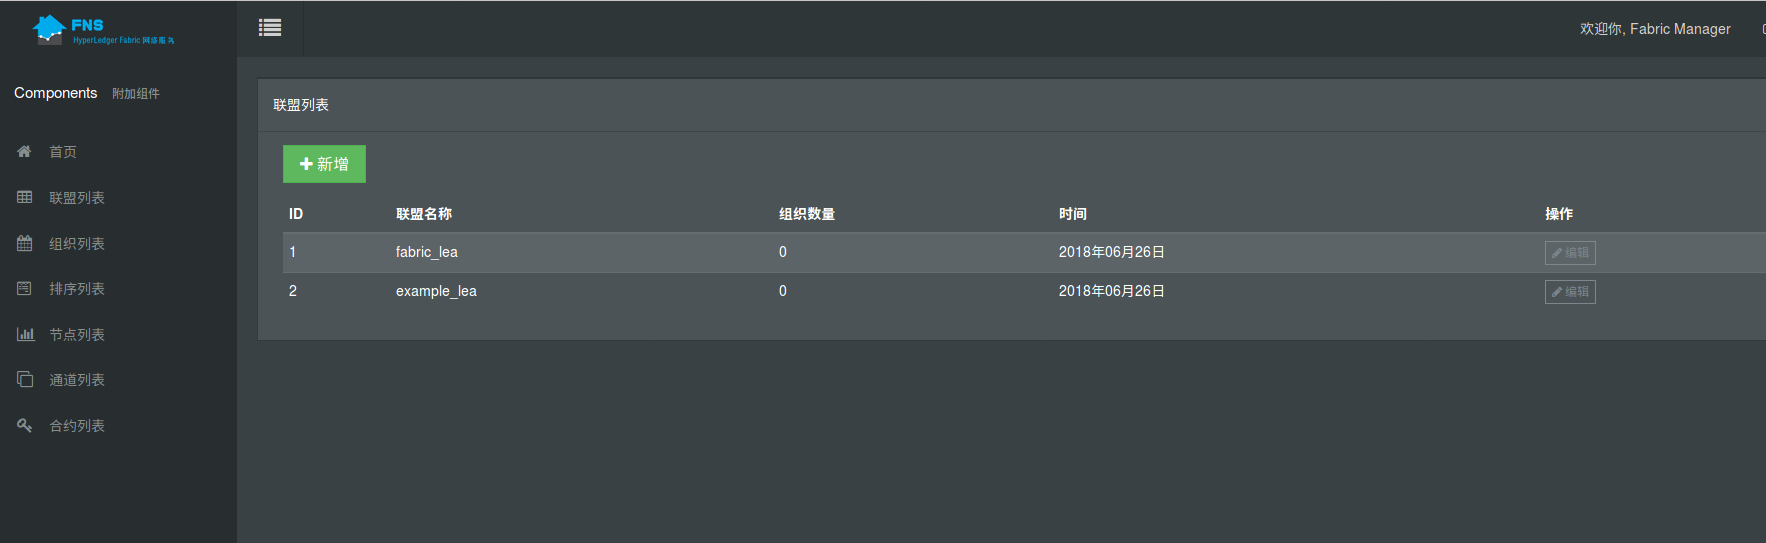 FNS
HyperLedger Fabric 网络服务
欢迎你, Fabric Manager
Components 附加组件
首页
联盟列表
组织列表
排序列表
节点列表
通道列表
合约列表
联盟列表
新增
ID 联盟名称 组织数量 时间 操作
1 fabric_lea 0 2018年06月26日 编辑
2 example_lea 0 2018年06月26日 编辑